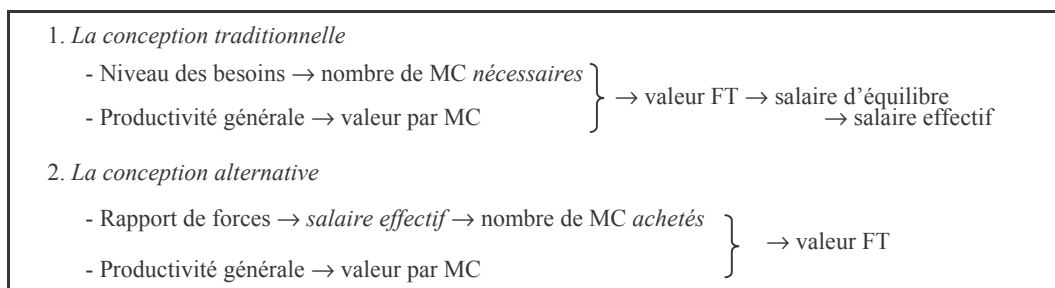 1. La conception traditionnelle
- Niveau des besoins → nombre de MC nécessaires
→ valeur FT → salaire d’équilibre
- Productivité générale → valeur par MC
→ salaire effectif
2. La conception alternative
- Rapport de forces → salaire effectif → nombre de MC achetés
→ valeur FT
- Productivité générale → valeur par MC